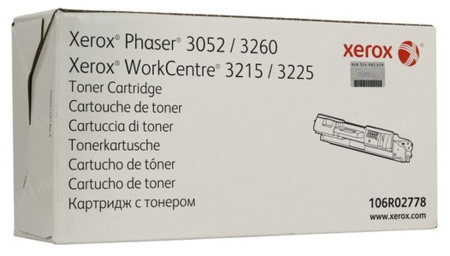 Xerox® Phaser® 3052 / 3260
Xerox® WorkCentre® 3215 / 3225
Toner Cartridge
Cartouche de toner
Cartuccia di toner
Tonerkartusche
Cartucho de tóner
Cartucho de toner
Картридж с тонером
xerox
106R02778
www.xerox.com